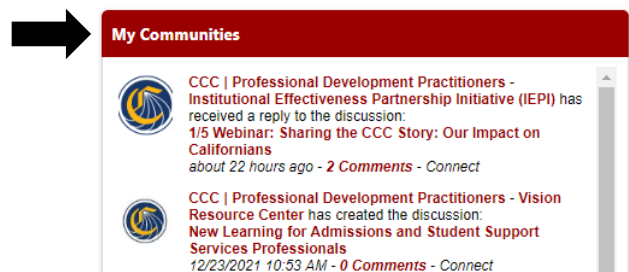 My Communities
CCC | Professional Development Practitioners -
Institutional Effectiveness Partnership Initiative (IEPI) has
received a reply to the discussion:
1/5 Webinar: Sharing the CCC Story: Our Impact on
Californians
about 22 hours ago - 2 Comments - Connect
CCC | Professional Development Practitioners - Vision
Resource Center has created the discussion:
New Learning for Admissions and Student Support
Services Professionals
12/23/2021 10:53 AM - 0 Comments - Connect